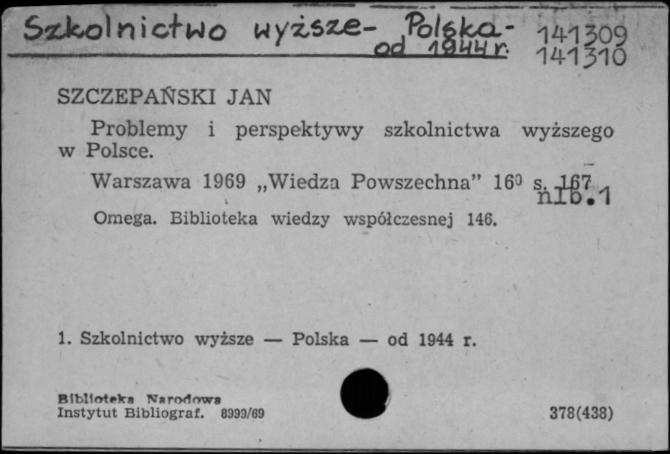 Szkolnictwo wyższe - Polska -
od 1944 r.
141309
141310
SZCZEPAŃSKI JAN
Problemy i perspektywy szkolnictwa wyższego
w Polsce.
Warszawa 1969 „Wiedza Powszechna” 16⁰ s. 167
nlb. 1
Omega. Biblioteka wiedzy współczesnej 146.
1. Szkolnictwo wyższe — Polska — od 1944 r.
Biblioteka Narodowa
Instytut Bibliograf. 8999/69
378(438)